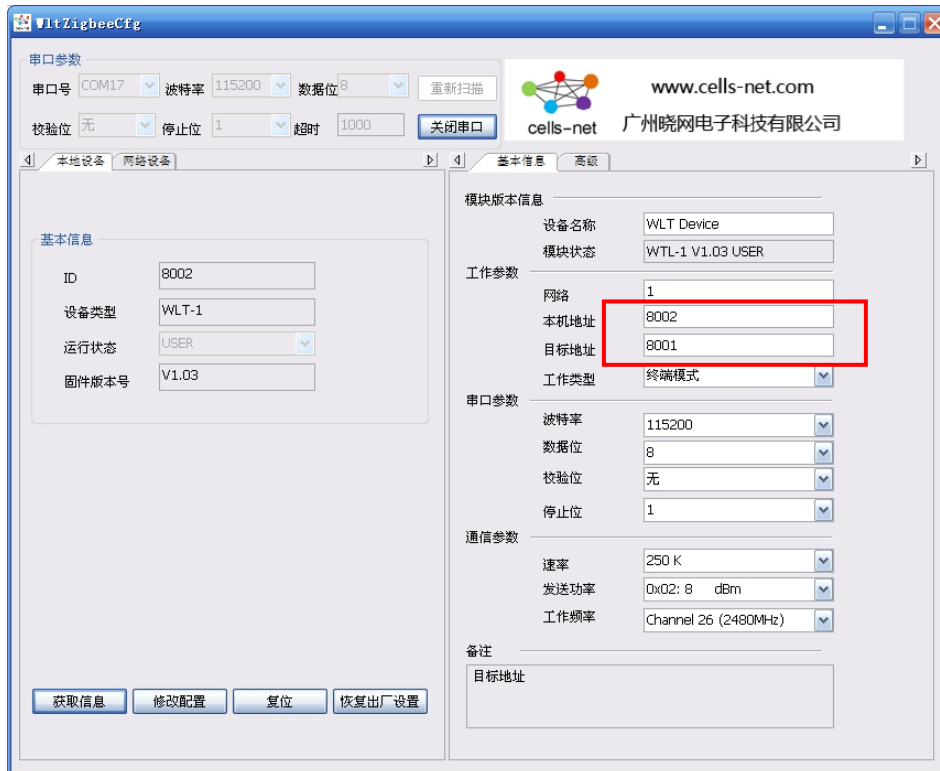 WltZigbeeCfg
串口参数
串口号 COM17 波特率 115200 数据位 8 重新扫描
校验位 无 停止位 1 超时 1000 关闭串口
cells-net
www.cells-net.com
广州晓网电子科技有限公司
本地设备 网络设备
基本信息
ID 8002
设备类型 WLT-1
运行状态 USER
固件版本号 V1.03
获取信息 修改配置 复位 恢复出厂设置
基本信息 高级
模块版本信息
设备名称 WLT Device
模块状态 WTL-1 V1.03 USER
工作参数
网络 1
本机地址 8002
目标地址 8001
工作类型 终端模式
串口参数
波特率 115200
数据位 8
校验位 无
停止位 1
通信参数
速率 250 K
发送功率 0x02: 8 dBm
工作频率 Channel 26 (2480MHz)
备注
目标地址